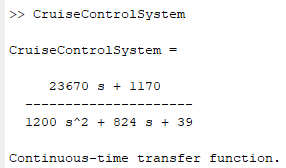 >> CruiseControlSystem
CruiseControlSystem =
23670 s + 1170
---------------------
1200 s^2 + 824 s + 39
Continuous-time transfer function.